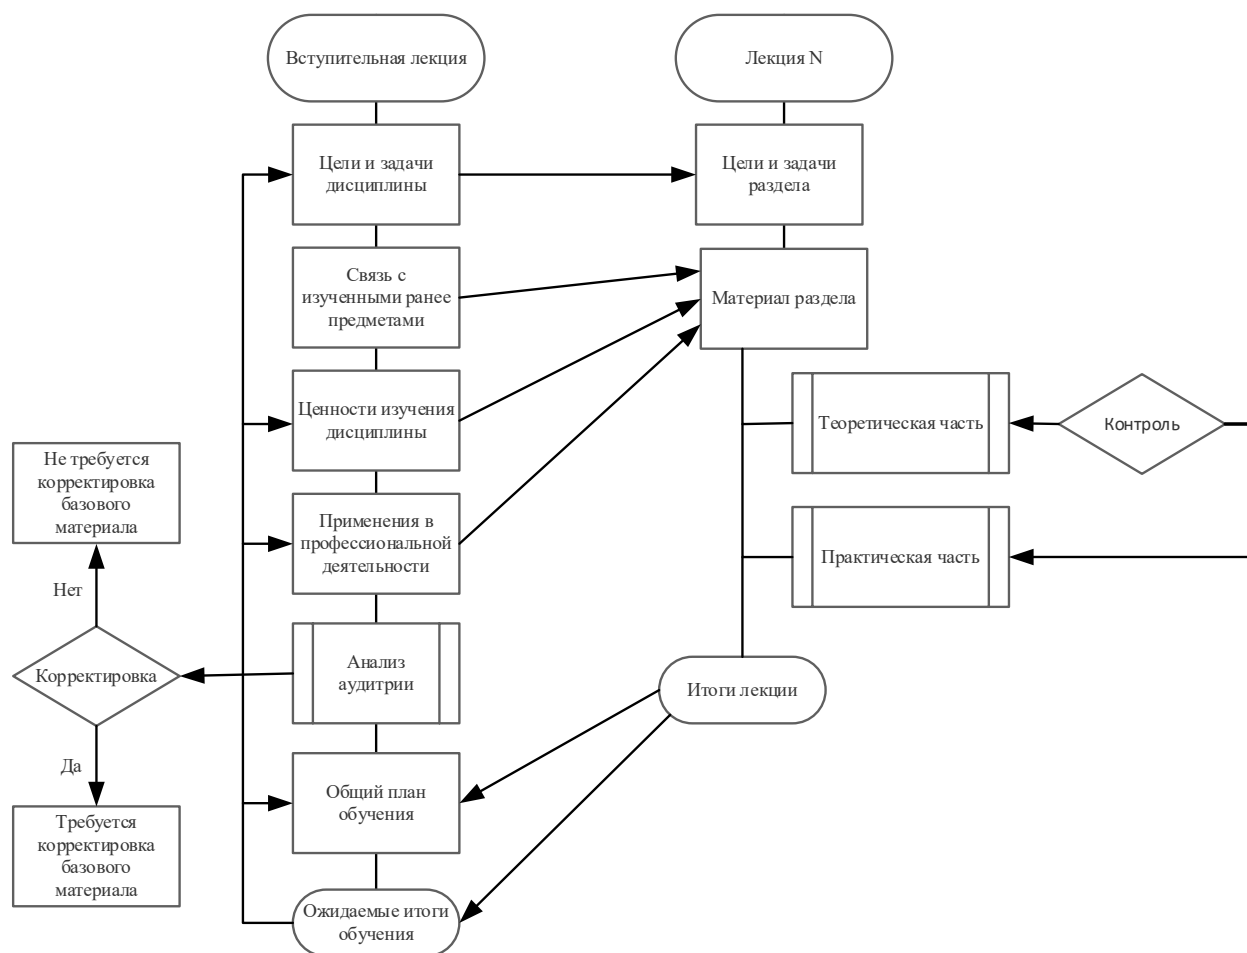 Вступительная лекция
Лекция N
Цели и задачи
дисциплины
Цели и задачи
раздела
Связь с
изученными ранее
предметами
Материал раздела
Ценности изучения
дисциплины
Теоретическая часть
Контроль
Не требуется
корректировка
базового
материала
Применения в
профессиональной
деятельности
Практическая часть
Нет
Корректировка
Анализ
аудитрии
Итоги лекции
Да
Общий план
обучения
Требуется
корректировка
базового
материала
Ожидаемые итоги
обучения